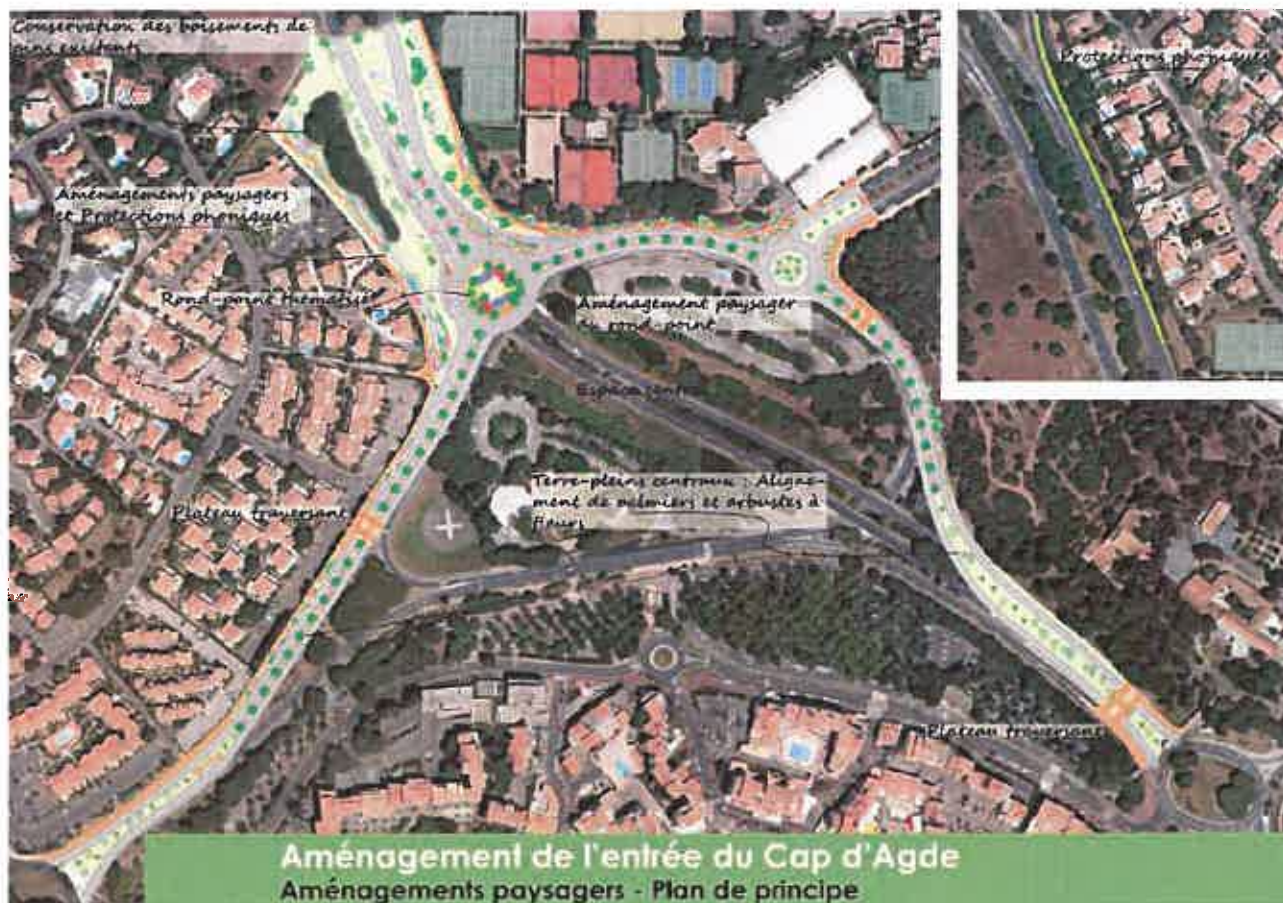 Conservation des boisements de
pins existants
Protections phoniques
Aménagements paysagers
et Protections phoniques
Rond-point thématisé
Aménagement paysager
du rond-point
Espace
Terre-pleins centraux : Aligne-
ment de palmiers et arbustes à
fleurs
Plateau traversant
Plateau traversant
Aménagement de l'entrée du Cap d'Agde
Aménagements paysagers - Plan de principe